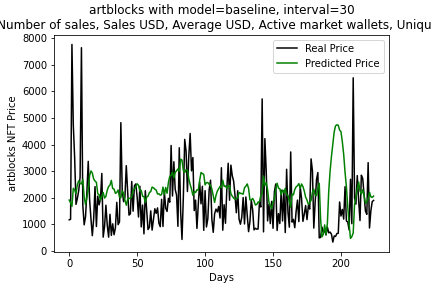 artblocks with model=baseline, interval=30
Number of sales, Sales USD, Average USD, Active market wallets,
Real Price
Predicted Price
artblocks NFT Price
8000
7000
6000
5000
4000
3000
2000
1000
0
0 50 100 150 200
Days